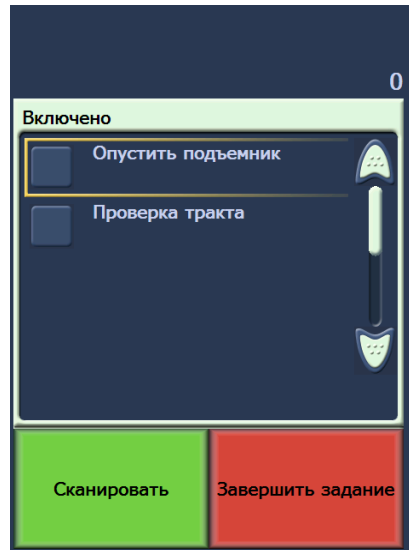 0
Включено
Опустить подъемник
Проверка тракта
Сканировать
Завершить задание